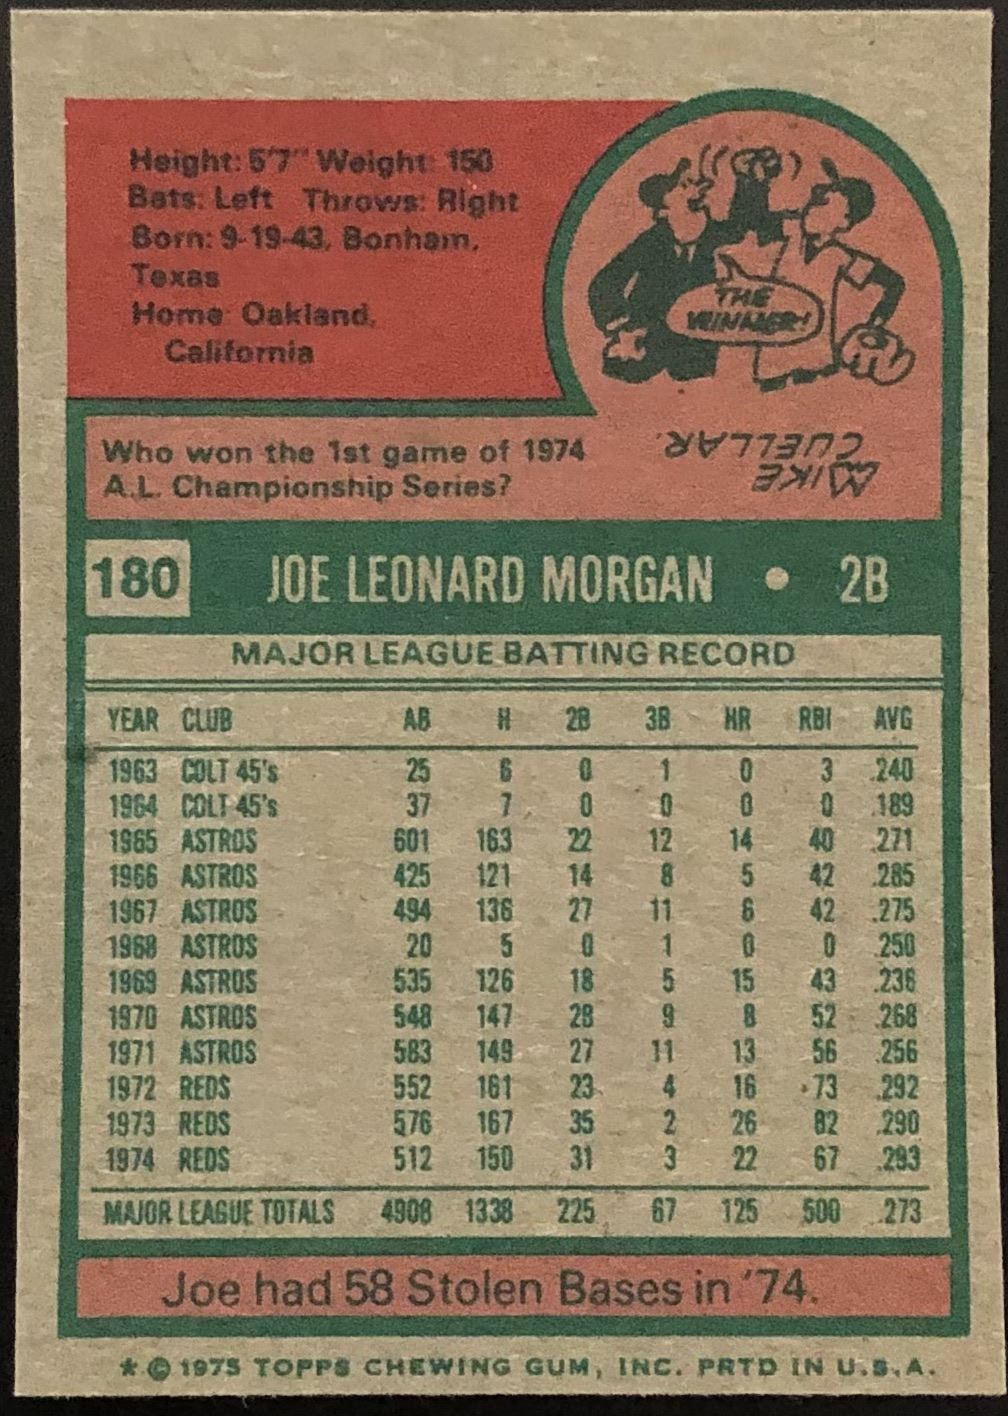 Height: 5'7" Weight: 150
Bats: Left Throws: Right
Born: 9-19-43, Bonham,
Texas
Home: Oakland,
California
THE
WINNER!
Who won the 1st game of 1974
A.L. Championship Series?
MIKE
CUELLAR.
180 JOE LEONARD MORGAN • 2B
MAJOR LEAGUE BATTING RECORD
YEAR CLUB AB H 2B 3B HR RBI AVG
1963 COLT 45's 25 6 0 1 0 3 .240
1964 COLT 45's 37 7 0 0 0 0 .189
1965 ASTROS 601 163 22 12 14 40 .271
1966 ASTROS 425 121 14 8 5 42 .285
1967 ASTROS 494 136 27 11 6 42 .275
1968 ASTROS 20 5 0 1 0 0 .250
1969 ASTROS 535 126 18 5 15 43 .236
1970 ASTROS 548 147 28 9 8 52 .268
1971 ASTROS 583 149 27 11 13 56 .256
1972 REDS 552 161 23 4 16 73 .292
1973 REDS 576 167 35 2 26 82 .290
1974 REDS 512 150 31 3 22 67 .293
MAJOR LEAGUE TOTALS 4908 1338 225 67 125 500 .273
Joe had 58 Stolen Bases in '74.
* © 1975 TOPPS CHEWING GUM, INC. PRTD IN U.S.A.